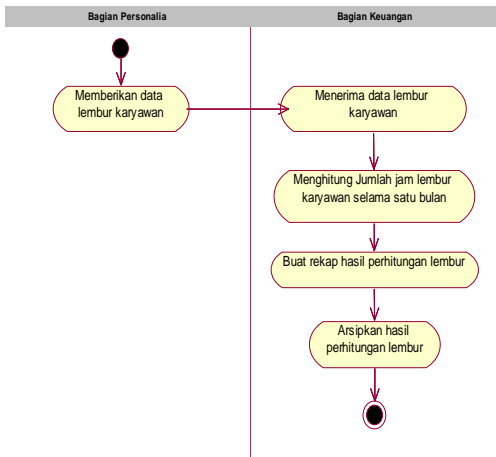 Bagian Personalia
Bagian Keuangan
Memberikan data
lembur karyawan
Menerima data lembur
karyawan
Menghitung Jumlah jam lembur
karyawan selama satu bulan
Buat rekap hasil perhitungan lembur
Arsipkan hasil
perhitungan lembur